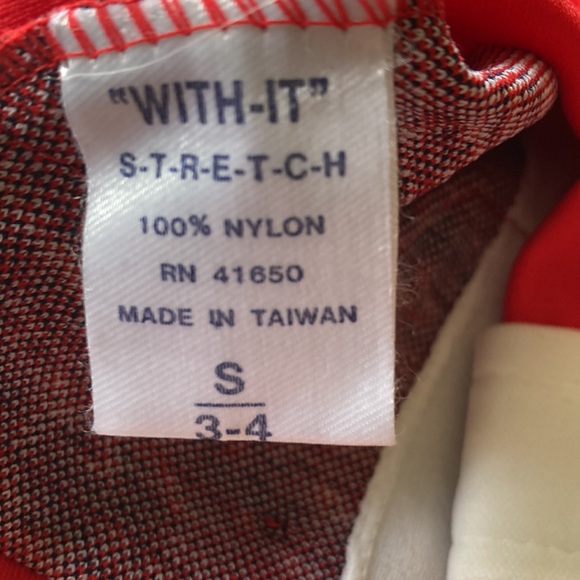 "WITH-IT"
S-T-R-E-T-C-H
100% NYLON
RN 41650
MADE IN TAIWAN
S
3-4